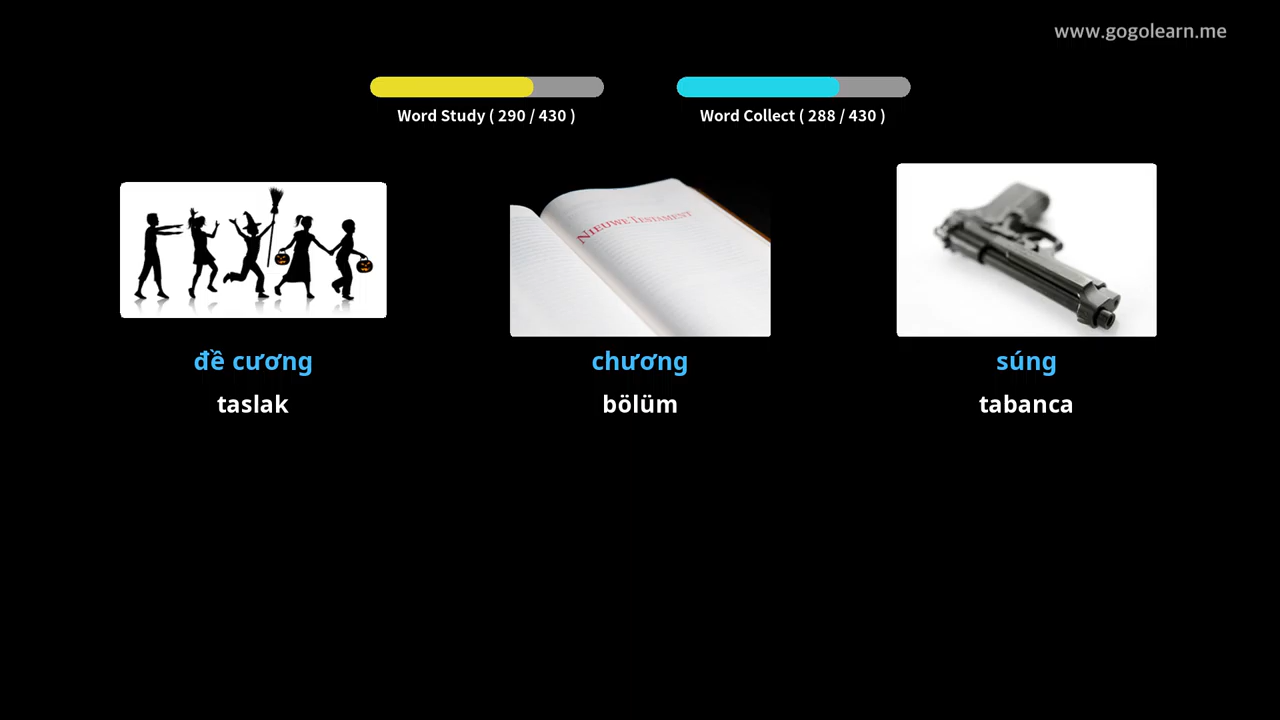 www.gogolearn.me
Word Study ( 290 / 430 )
Word Collect ( 288 / 430 )
NIEUWE TESTAMENT
đề cương
chương
súng
taslak
bölüm
tabanca